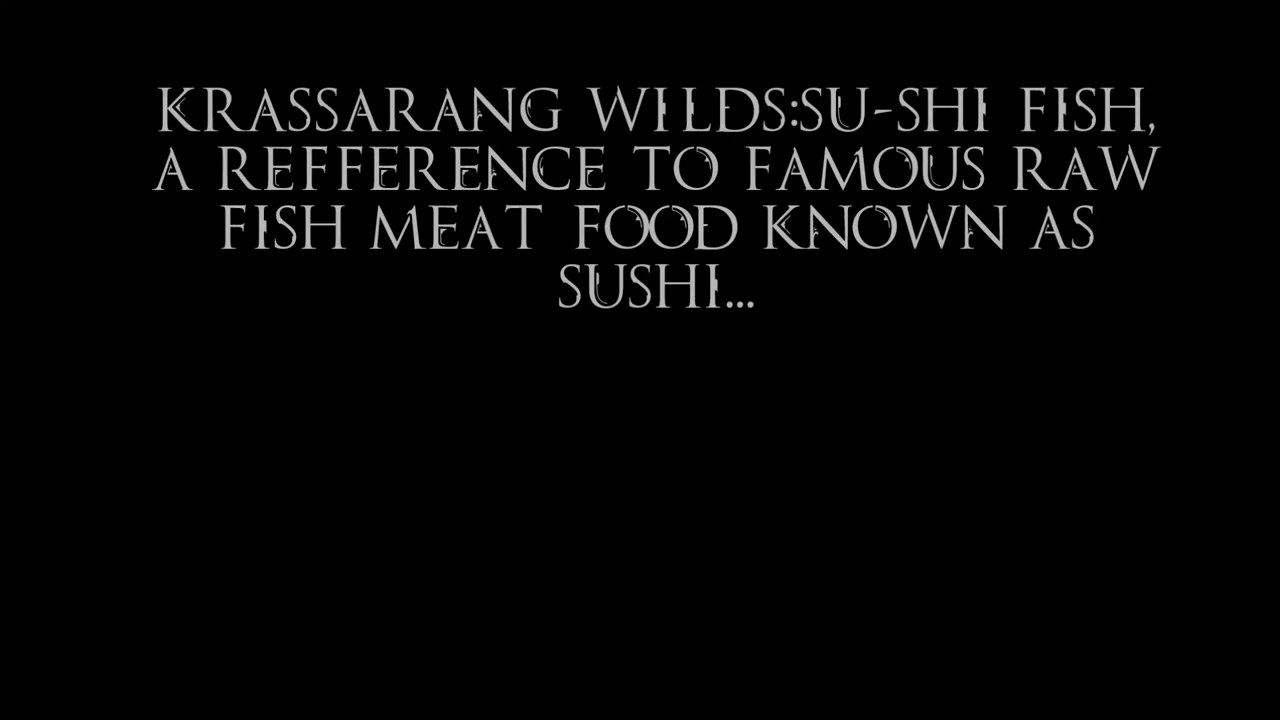 KRASSARANG WILDS:SU-SHI FISH,
A REFFERENCE TO FAMOUS RAW
FISH MEAT FOOD KNOWN AS
SUSHI...